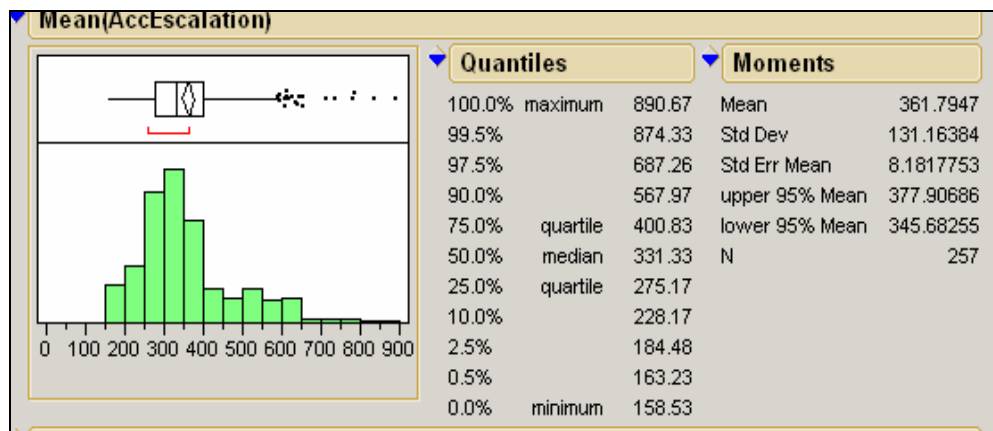 Mean(AccEscalation)
Quantiles
100.0% maximum 890.67
99.5% 874.33
97.5% 687.26
90.0% 567.97
75.0% quartile 400.83
50.0% median 331.33
25.0% quartile 275.17
10.0% 228.17
2.5% 184.48
0.5% 163.23
0.0% minimum 158.53
Moments
Mean 361.7947
Std Dev 131.16384
Std Err Mean 8.1817753
upper 95% Mean 377.90686
lower 95% Mean 345.68255
N 257
0 100 200 300 400 500 600 700 800 900